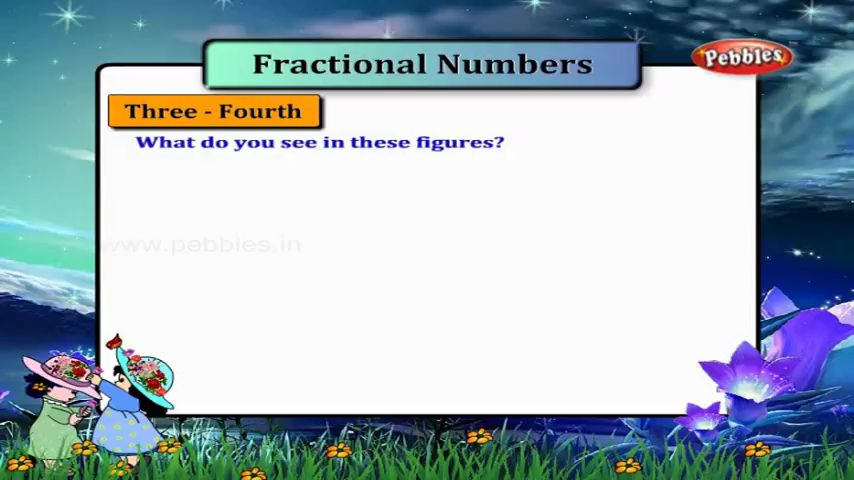 Fractional Numbers
Pebbles
Three - Fourth
What do you see in these figures?
www.pebbles.in